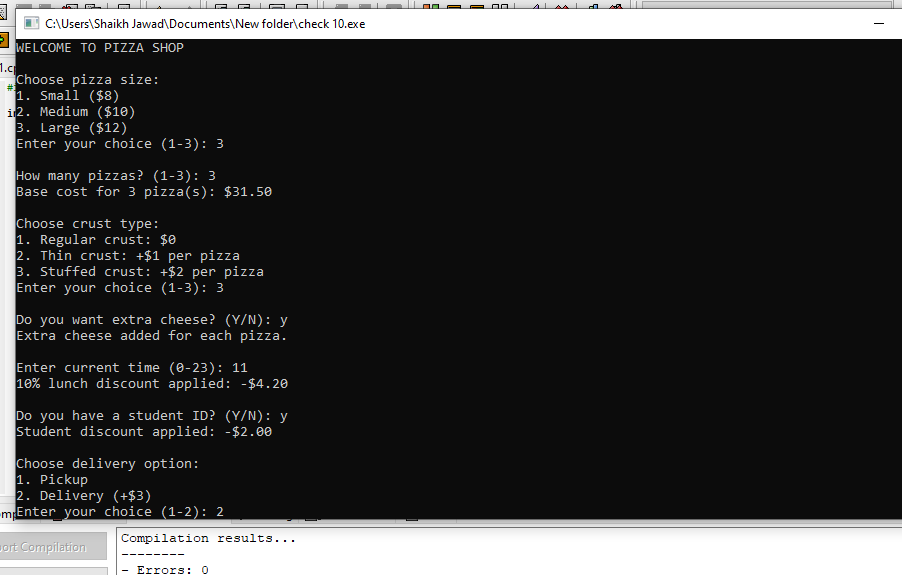 C:\Users\Shaikh Jawad\Documents\New folder\check 10.exe
WELCOME TO PIZZA SHOP
Choose pizza size:
1. Small ($8)
2. Medium ($10)
3. Large ($12)
Enter your choice (1-3): 3
How many pizzas? (1-3): 3
Base cost for 3 pizza(s): $31.50
Choose crust type:
1. Regular crust: $0
2. Thin crust: +$1 per pizza
3. Stuffed crust: +$2 per pizza
Enter your choice (1-3): 3
Do you want extra cheese? (Y/N): y
Extra cheese added for each pizza.
Enter current time (0-23): 11
10% lunch discount applied: -$4.20
Do you have a student ID? (Y/N): y
Student discount applied: -$2.00
Choose delivery option:
1. Pickup
2. Delivery (+$3)
Enter your choice (1-2): 2
Compilation results...
--------
- Errors: 0
ort Compilation